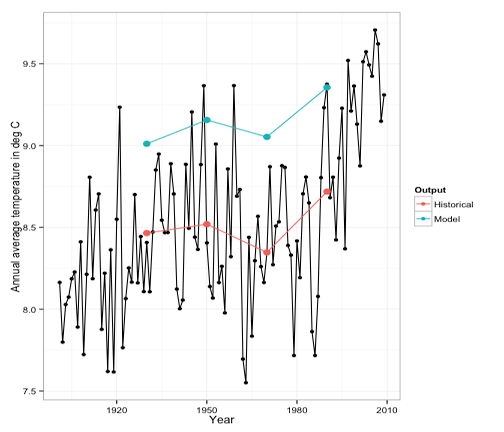 Annual average temperature in deg C
9.5
9.0
8.5
8.0
7.5
1920
1950
1980
2010
Year
Output
Historical
Model